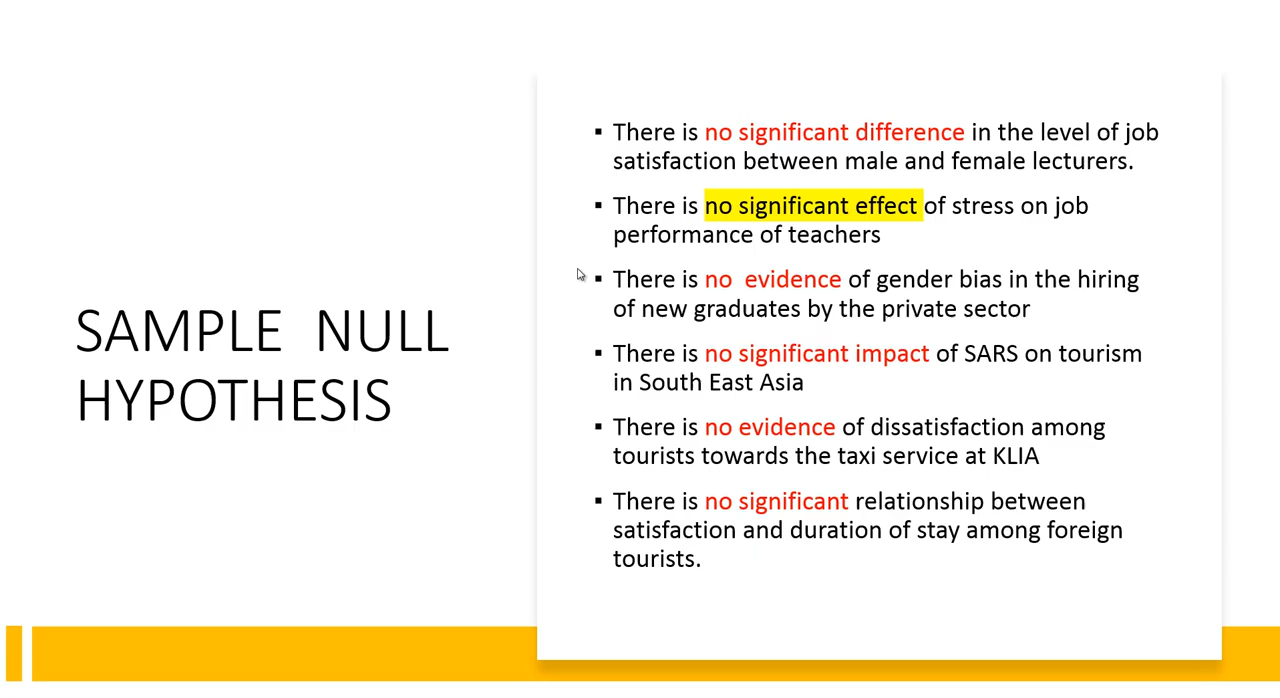 SAMPLE NULL
HYPOTHESIS
▪ There is no significant difference in the level of job
satisfaction between male and female lecturers.
▪ There is no significant effect of stress on job
performance of teachers
▪ There is no evidence of gender bias in the hiring
of new graduates by the private sector
▪ There is no significant impact of SARS on tourism
in South East Asia
▪ There is no evidence of dissatisfaction among
tourists towards the taxi service at KLIA
▪ There is no significant relationship between
satisfaction and duration of stay among foreign
tourists.